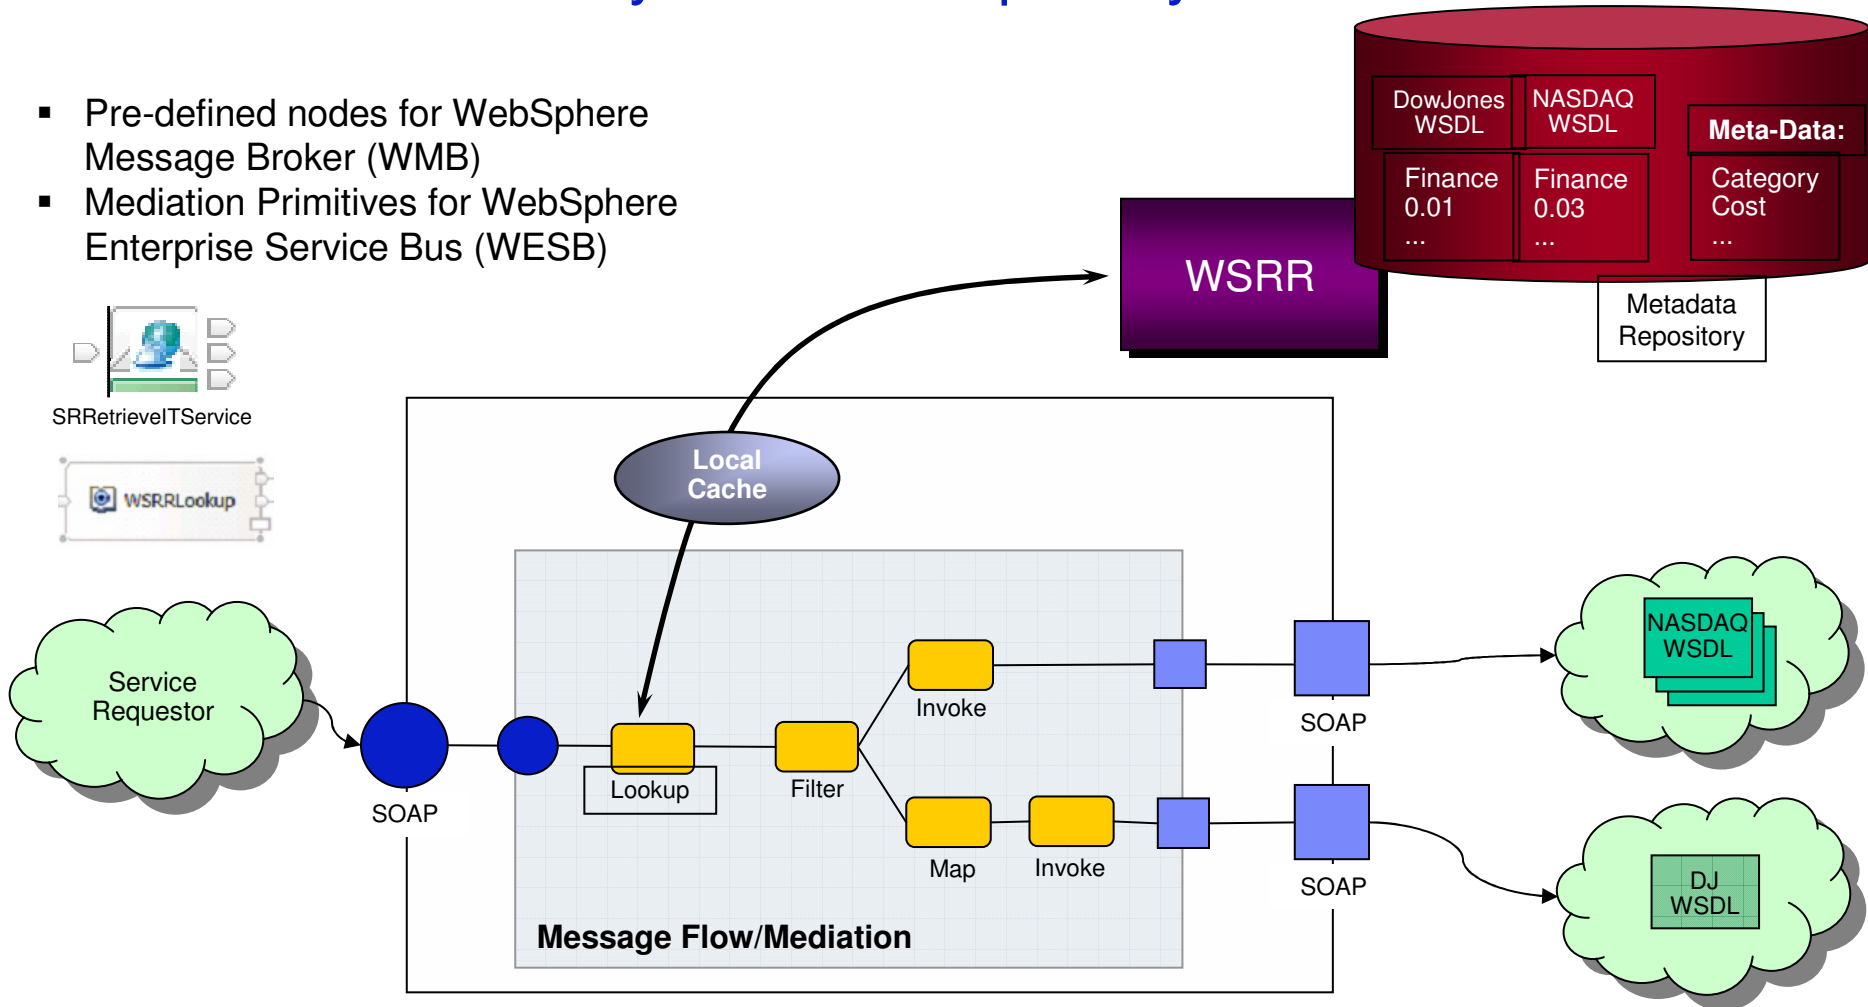 ▪ Pre-defined nodes for WebSphere
Message Broker (WMB)
▪ Mediation Primitives for WebSphere
Enterprise Service Bus (WESB)
DowJones
WSDL
NASDAQ
WSDL
Meta-Data:
Finance
0.01
...
Finance
0.03
...
Category
Cost
...
WSRR
Metadata
Repository
SRRetrieveITService
WSRRLookup
Local
Cache
Service
Requestor
SOAP
Lookup
Filter
Invoke
Map
Invoke
SOAP
SOAP
NASDAQ
WSDL
DJ
WSDL
Message Flow/Mediation